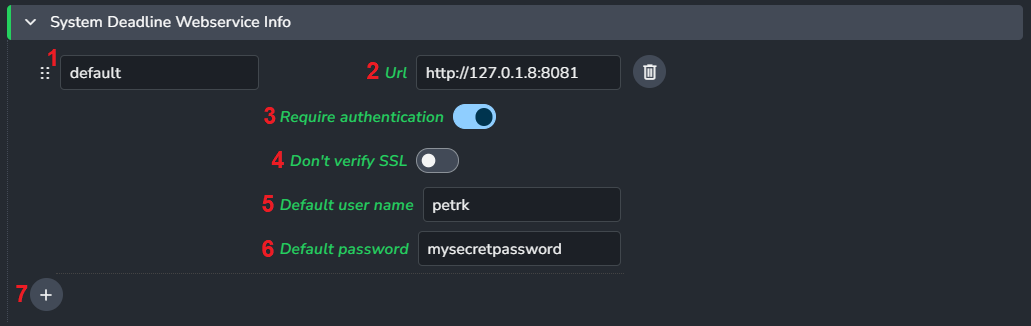 System Deadline Webservice Info
1 default 2 Url http://127.0.1.8:8081
3 Require authentication
4 Don't verify SSL
5 Default user name petrk
6 Default password mysecretpassword
7 +